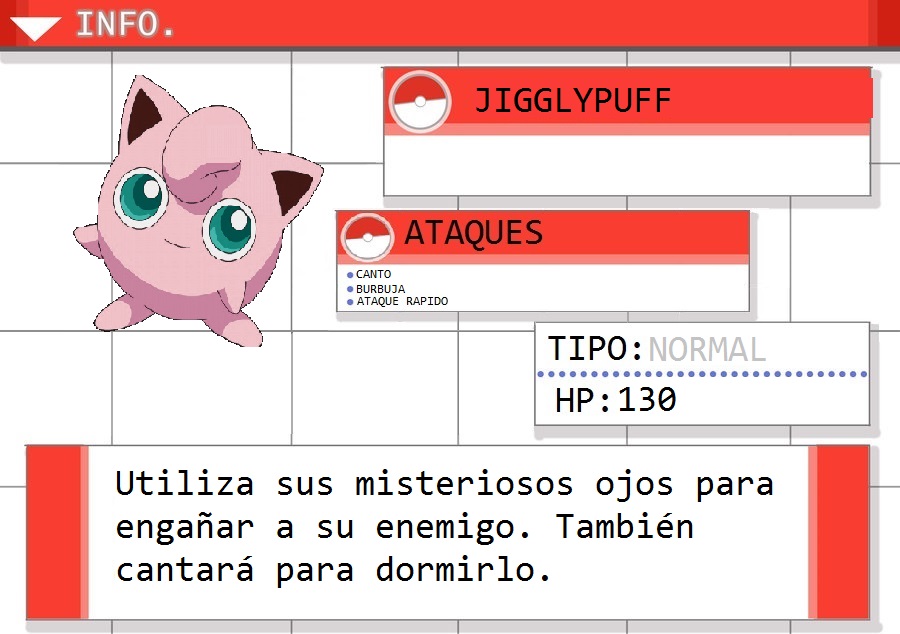 INFO.
JIGGLYPUFF
ATAQUES
CANTO
BURBUJA
ATAQUE RAPIDO
TIPO:NORMAL
HP:130
Utiliza sus misteriosos ojos para
engañar a su enemigo. También
cantará para dormirlo.